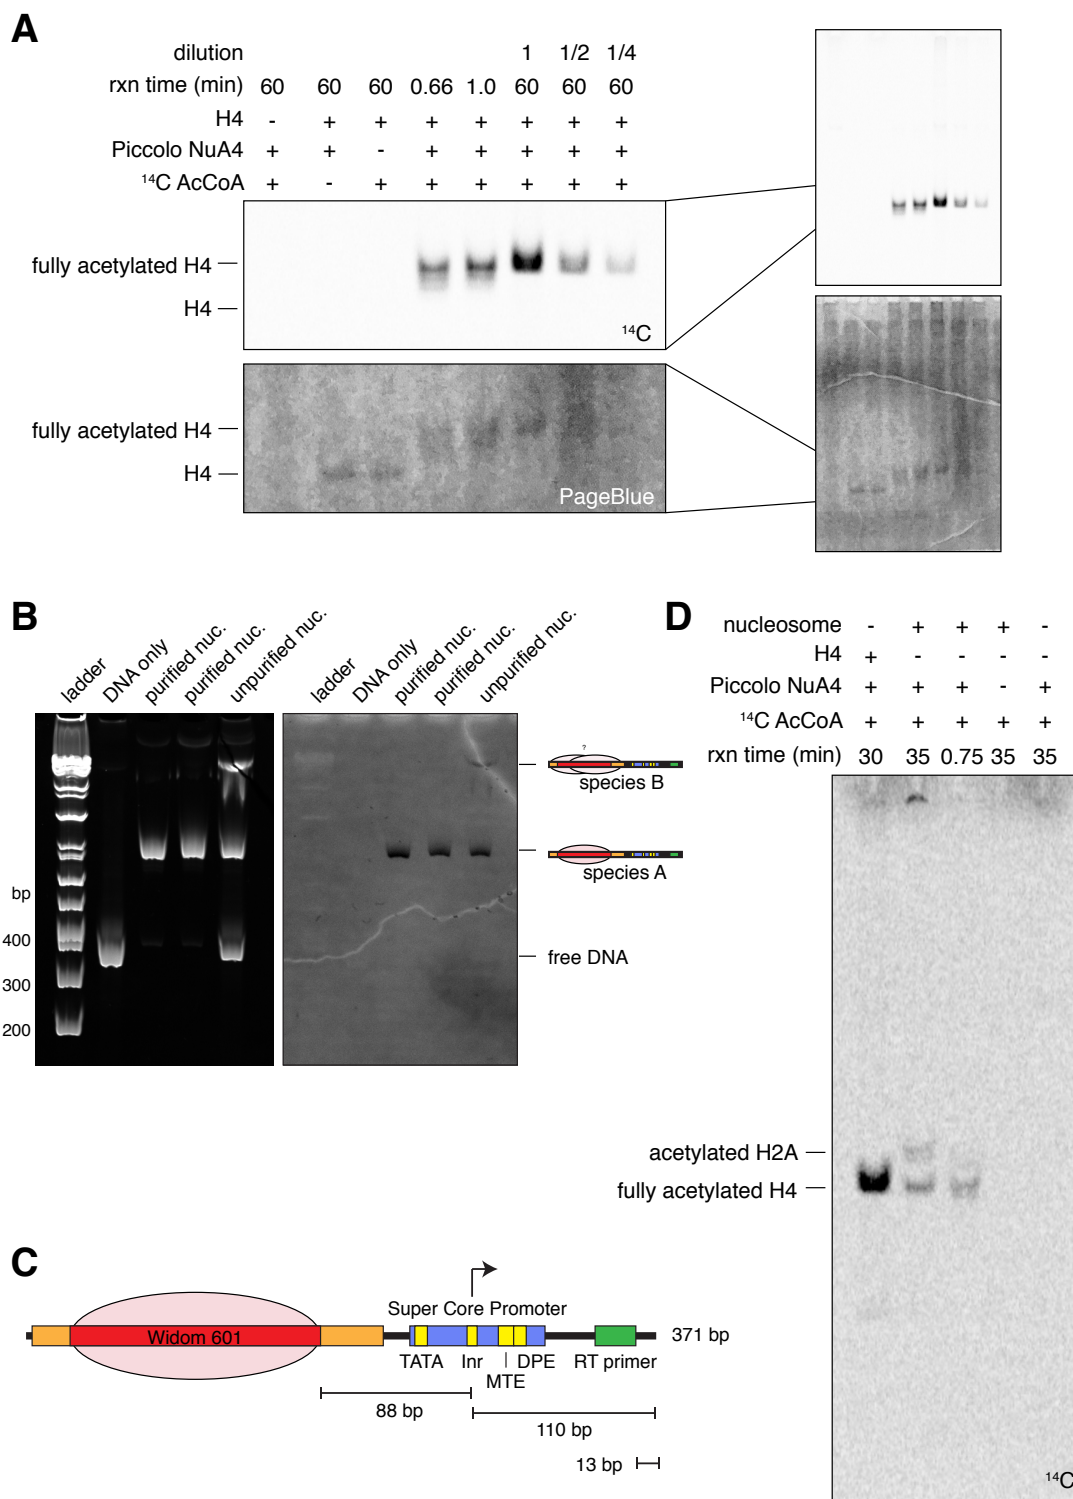 A
dilution 1 1/2 1/4
rxn time (min) 60 60 60 0.66 1.0 60 60 60
H4 - + + + + + + +
Piccolo NuA4 + + - + + + + +
14C AcCoA + - + + + + + +
fully acetylated H4
H4
14C
fully acetylated H4
H4
PageBlue
B
ladder
DNA only
purified nuc.
purified nuc.
unpurified nuc.
ladder
DNA only
purified nuc.
purified nuc.
unpurified nuc.
bp
400
300
200
?
species B
species A
free DNA
D
nucleosome - + + + -
H4 + - - - -
Piccolo NuA4 + + + - +
14C AcCoA + + + + +
rxn time (min) 30 35 0.75 35 35
acetylated H2A
fully acetylated H4
14C
C
Super Core Promoter
Widom 601
371 bp
TATA Inr DPE RT primer
MTE
88 bp
110 bp
13 bp